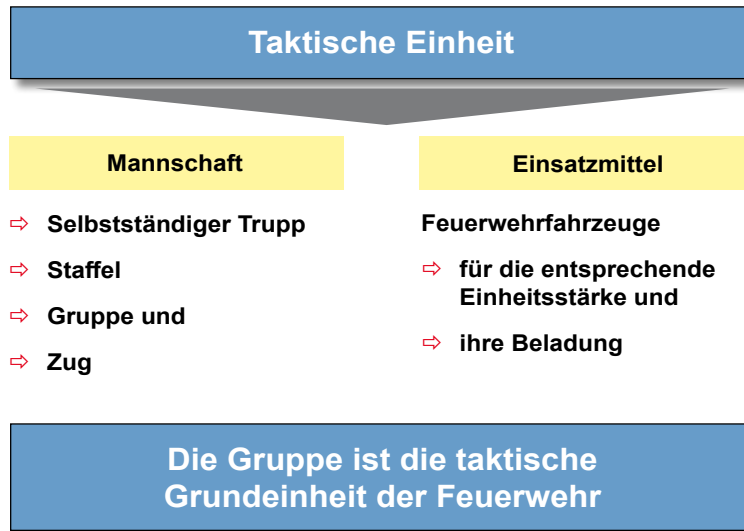 Taktische Einheit
Mannschaft
⇨ Selbstständiger Trupp
⇨ Staffel
⇨ Gruppe und
⇨ Zug
Einsatzmittel
Feuerwehrfahrzeuge
⇨ für die entsprechende
Einheitsstärke und
⇨ ihre Beladung
Die Gruppe ist die taktische
Grundeinheit der Feuerwehr